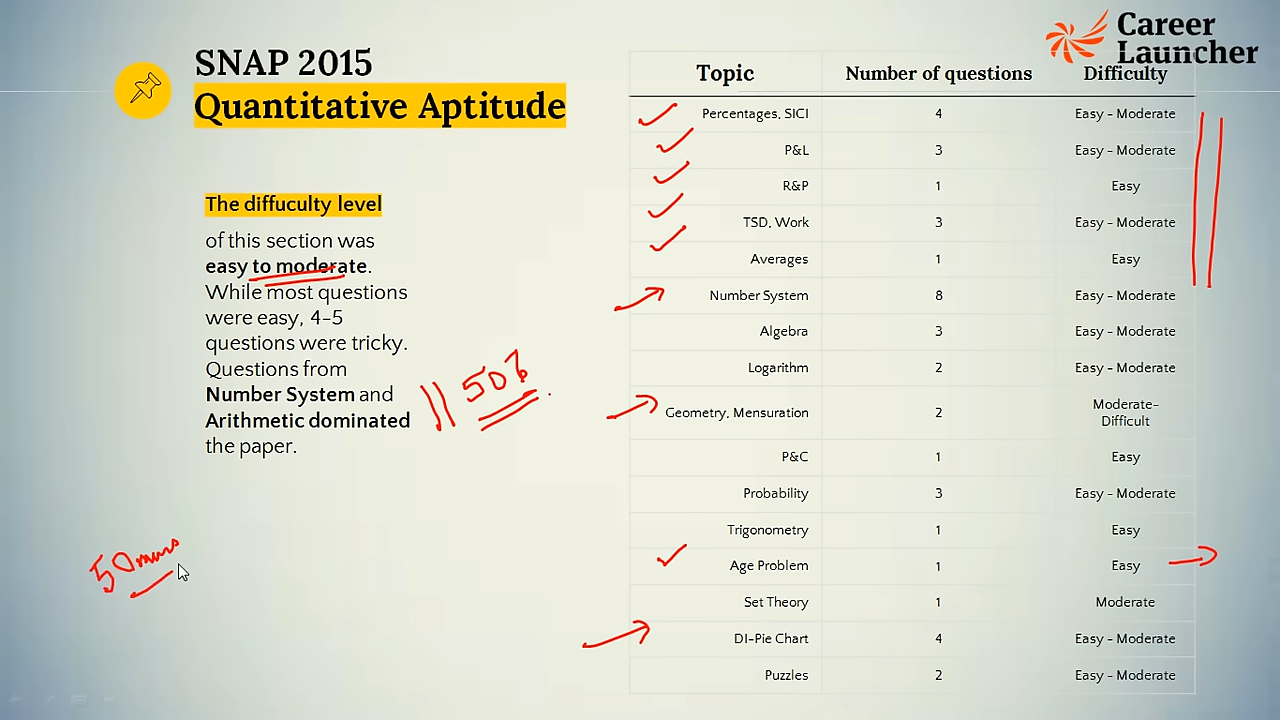 SNAP 2015
Quantitative Aptitude
The diffuculty level
of this section was
easy to moderate.
While most questions
were easy, 4-5
questions were tricky.
Questions from
Number System and
Arithmetic dominated
the paper.
50%
50 mins
Career
Launcher
Topic Number of questions Difficulty
Percentages, SICI 4 Easy - Moderate
P&L 3 Easy - Moderate
R&P 1 Easy
TSD, Work 3 Easy - Moderate
Averages 1 Easy
Number System 8 Easy - Moderate
Algebra 3 Easy - Moderate
Logarithm 2 Easy - Moderate
Geometry, Mensuration 2 Moderate-
Difficult
P&C 1 Easy
Probability 3 Easy - Moderate
Trigonometry 1 Easy
Age Problem 1 Easy
Set Theory 1 Moderate
DI-Pie Chart 4 Easy - Moderate
Puzzles 2 Easy - Moderate